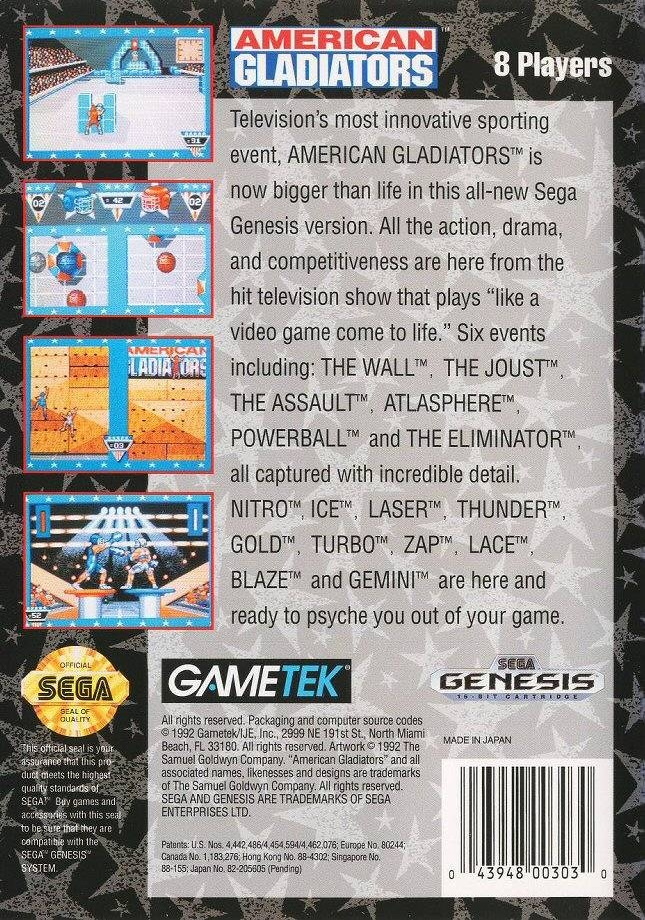 AMERICAN™
GLADIATORS
8 Players
Television's most innovative sporting
event, AMERICAN GLADIATORS™ is
now bigger than life in this all-new Sega
Genesis version. All the action, drama,
and competitiveness are here from the
hit television show that plays “like a
video game come to life.” Six events
including: THE WALL™, THE JOUST™,
THE ASSAULT™, ATLASPHERE™,
POWERBALL™ and THE ELIMINATOR™,
all captured with incredible detail.
NITRO™, ICE™, LASER™, THUNDER™,
GOLD™, TURBO™, ZAP™, LACE™,
BLAZE™ and GEMINI™ are here and
ready to psyche you out of your game.
31
02
42
02
AMERICAN
GLADIATORS
09
52
OFFICIAL
SEGA
SEAL OF
QUALITY
This official seal is your
assurance that this pro-
duct meets the highest
quality standards of
SEGA™. Buy games and
accessories with this seal
to be sure that they are
compatible with the
SEGA™ GENESIS™
SYSTEM.
GAMETEK®
SEGA
GENESIS
16-BIT CARTRIDGE
All rights reserved. Packaging and computer source codes
© 1992 Gametek/IJE, Inc., 2999 NE 191st St., North Miami
Beach, FL 33180. All rights reserved. Artwork © 1992 The
Samuel Goldwyn Company. “American Gladiators” and all
associated names, likenesses and designs are trademarks
of The Samuel Goldwyn Company. All rights reserved.
SEGA AND GENESIS ARE TRADEMARKS OF SEGA
ENTERPRISES LTD.
Patents: U.S. Nos. 4,442,486/4,454,594/4,462,076; Europe No. 80244;
Canada No. 1,183,276; Hong Kong No. 88-4302; Singapore No.
88-155; Japan No. 82-205605 (Pending)
MADE IN JAPAN
0 43948 00303 0